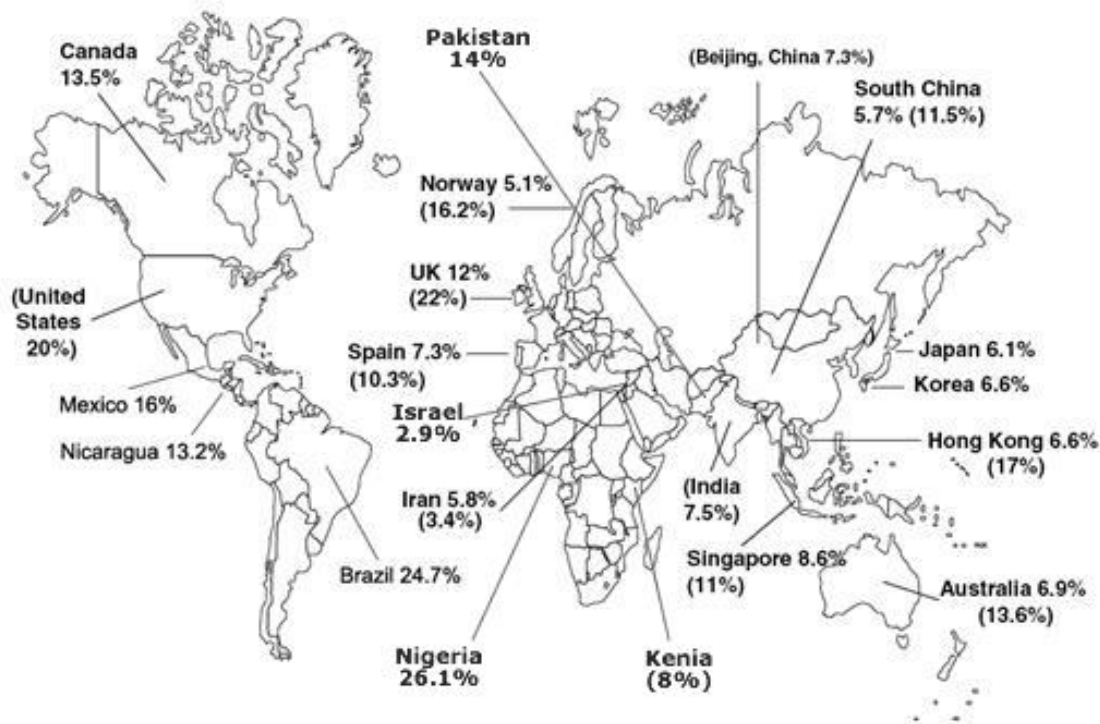 Canada
13.5%
Pakistan
14%
(Beijing, China 7.3%)
South China
5.7% (11.5%)
Norway 5.1%
(16.2%)
UK 12%
(22%)
(United
States
20%)
Spain 7.3%
(10.3%)
Japan 6.1%
Korea 6.6%
Mexico 16%
Israel
2.9%
Nicaragua 13.2%
Hong Kong 6.6%
(17%)
Iran 5.8%
(3.4%)
(India
7.5%)
Singapore 8.6%
(11%)
Brazil 24.7%
Australia 6.9%
(13.6%)
Nigeria
26.1%
Kenia
(8%)